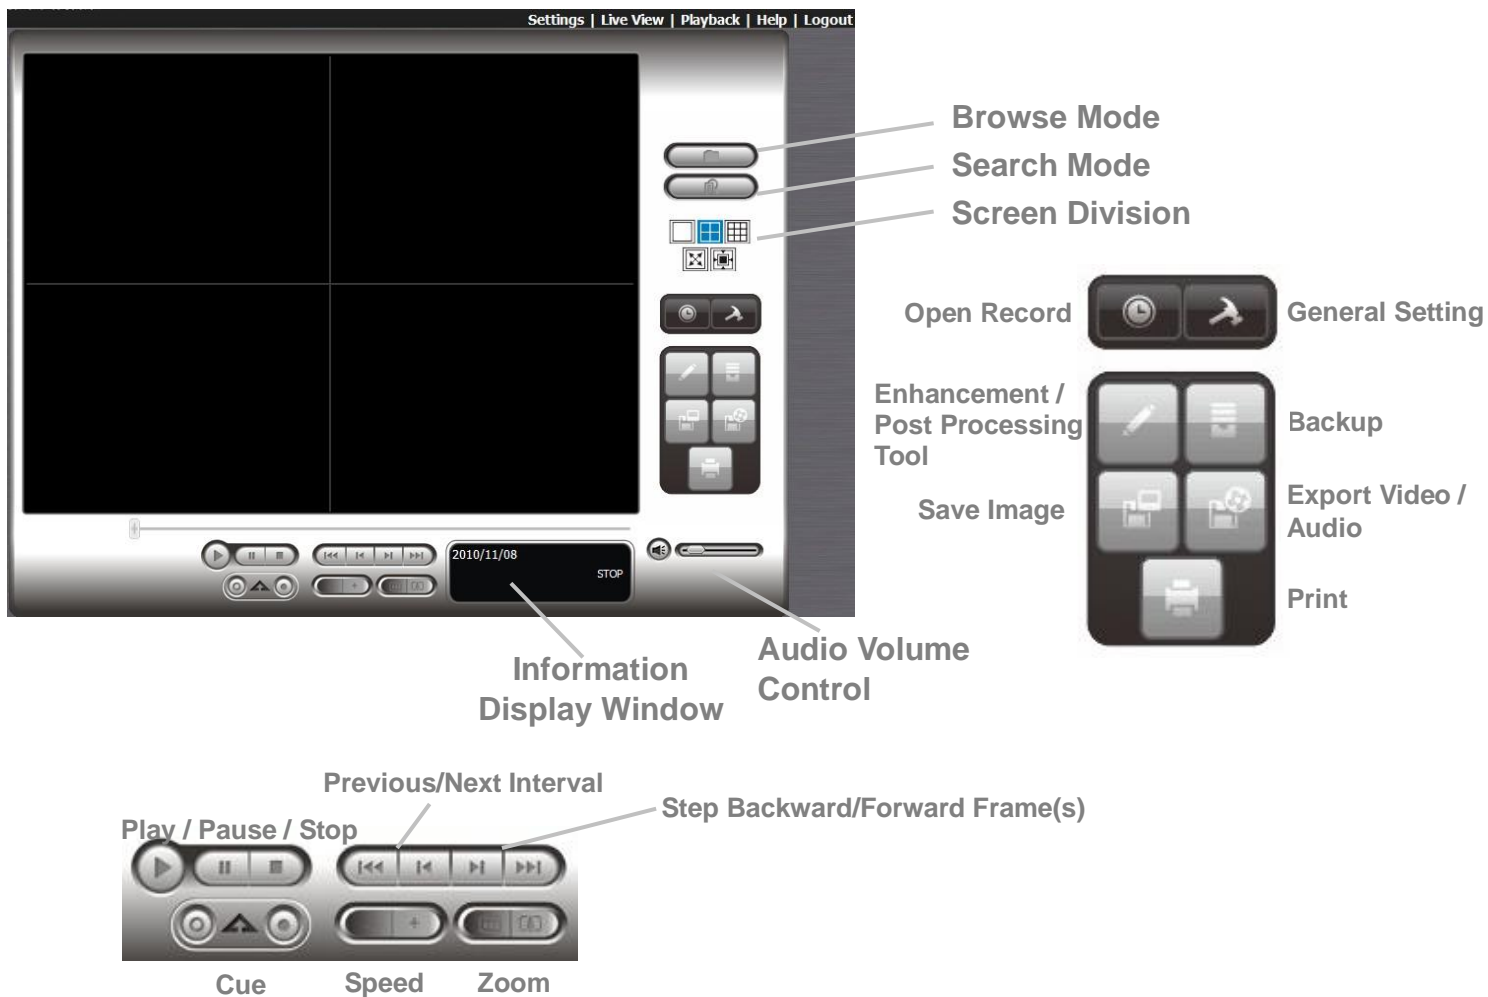 Settings | Live View | Playback | Help | Logout
Browse Mode
Search Mode
Screen Division
Open Record
General Setting
Enhancement /
Post Processing
Tool
Backup
Save Image
Export Video /
Audio
Print
2010/11/08
STOP
Information
Display Window
Audio Volume
Control
Previous/Next Interval
Step Backward/Forward Frame(s)
Play / Pause / Stop
Cue
Speed
Zoom